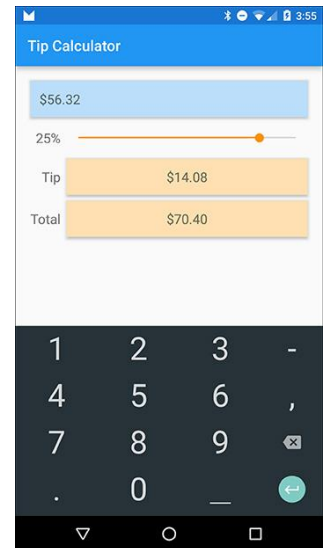 3:55
Tip Calculator
$56.32
25%
Tip $14.08
Total $70.40
1 2 3 -
4 5 6 ,
7 8 9
. 0 _